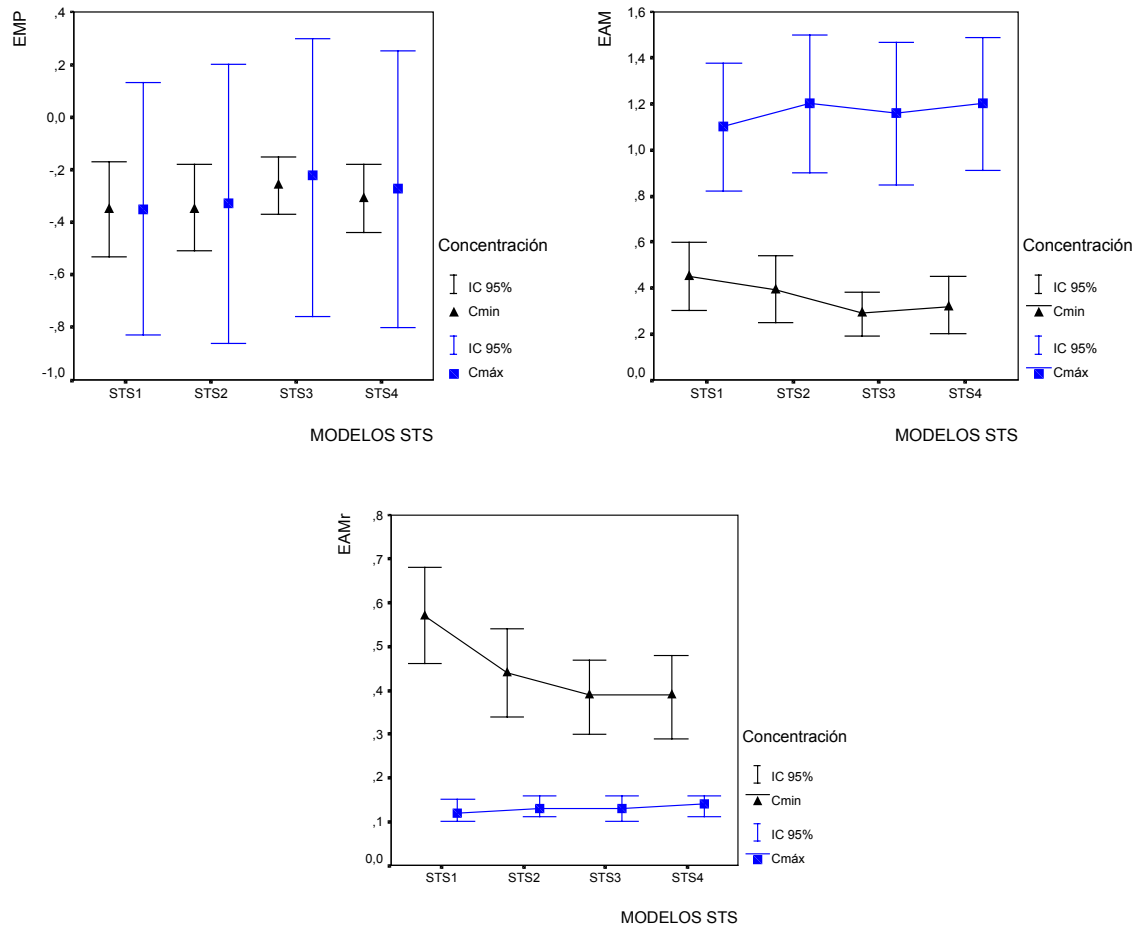 EMP
,4
,2
0,0
-,2
-,4
-,6
-,8
-1,0
STS1 STS2 STS3 STS4
MODELOS STS
Concentración
IC 95%
Cmin
IC 95%
Cmáx
EAM
1,6
1,4
1,2
1,0
,8
,6
,4
,2
0,0
STS1 STS2 STS3 STS4
MODELOS STS
Concentración
IC 95%
Cmin
IC 95%
Cmáx
EAMr
,8
,7
,6
,5
,4
,3
,2
,1
0,0
STS1 STS2 STS3 STS4
MODELOS STS
Concentración
IC 95%
Cmin
IC 95%
Cmáx